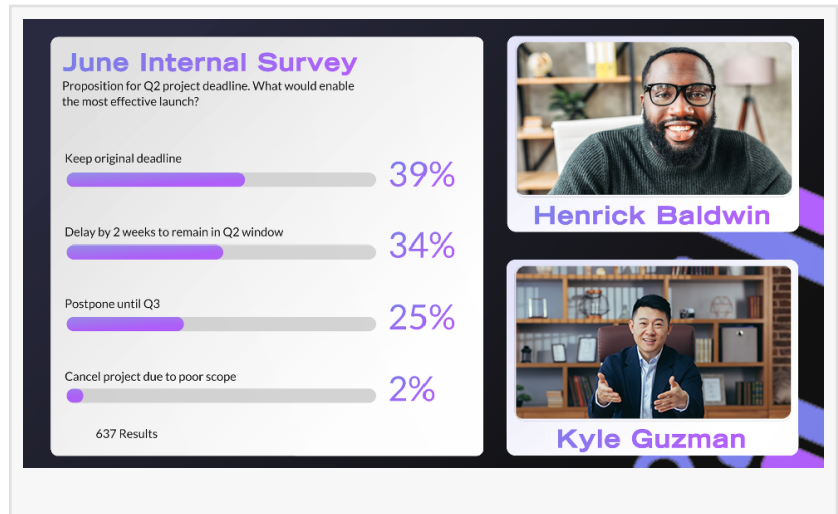 June Internal Survey
Proposition for Q2 project deadline. What would enable
the most effective launch?
Keep original deadline
39%
Delay by 2 weeks to remain in Q2 window
34%
Postpone until Q3
25%
Cancel project due to poor scope
2%
637 Results
Henrick Baldwin
Kyle Guzman